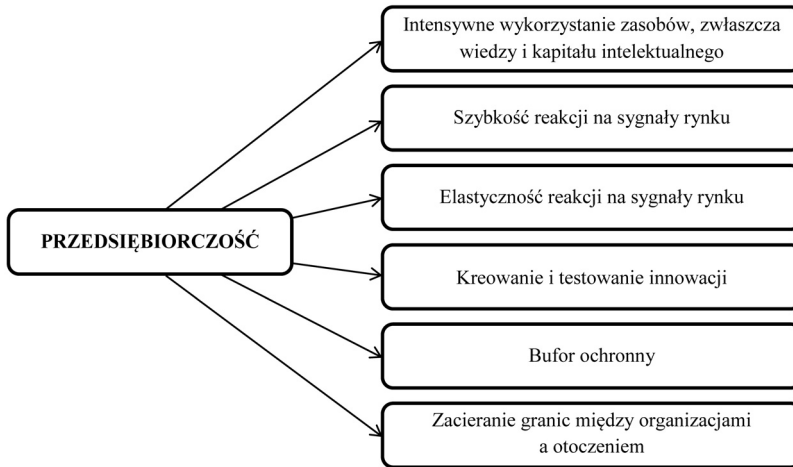 Intensywne wykorzystanie zasobów, zwłaszcza
wiedzy i kapitału intelektualnego
Szybkość reakcji na sygnały rynku
Elastyczność reakcji na sygnały rynku
PRZEDSIĘBIORCZOŚĆ
Kreowanie i testowanie innowacji
Bufor ochronny
Zacieranie granic między organizacjami
a otoczeniem